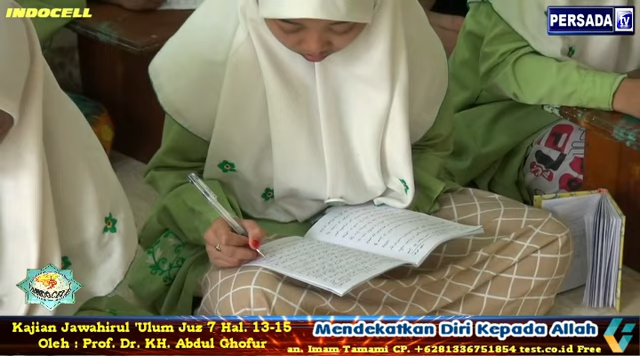 INDOCELL
PERSADA tv
Kajian Jawahirul 'Ulum Juz 7 Hal. 13-15
Oleh : Prof. Dr. KH. Abdul Ghofur
Mendekatkan Diri Kepada Allah
an. Imam Tamami CP. +6281336751854 test.co.id Free